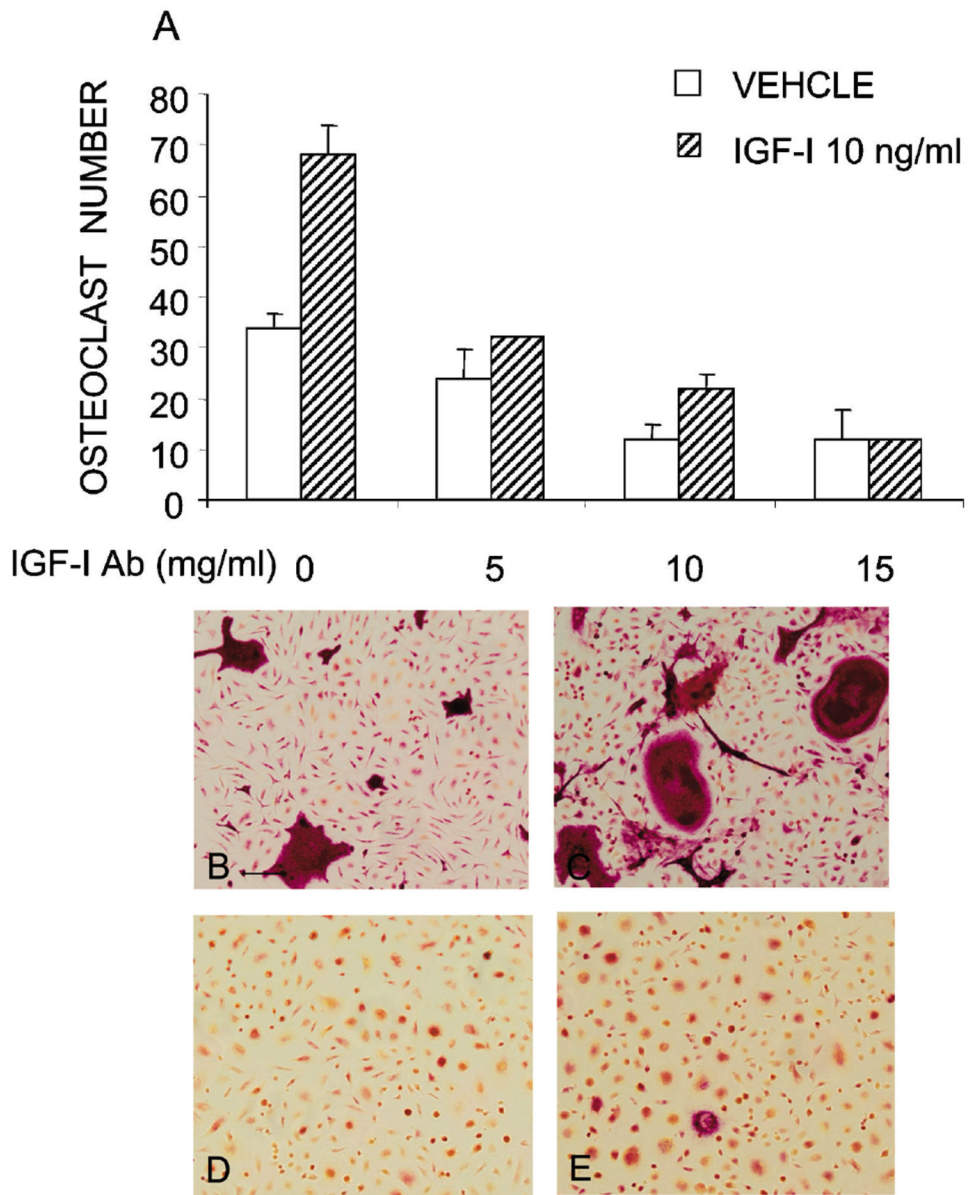 A
VEHCLE
IGF-I 10 ng/ml
OSTEOCLAST NUMBER
80
70
60
50
40
30
20
10
0
IGF-I Ab (mg/ml) 0 5 10 15
B
C
D
E